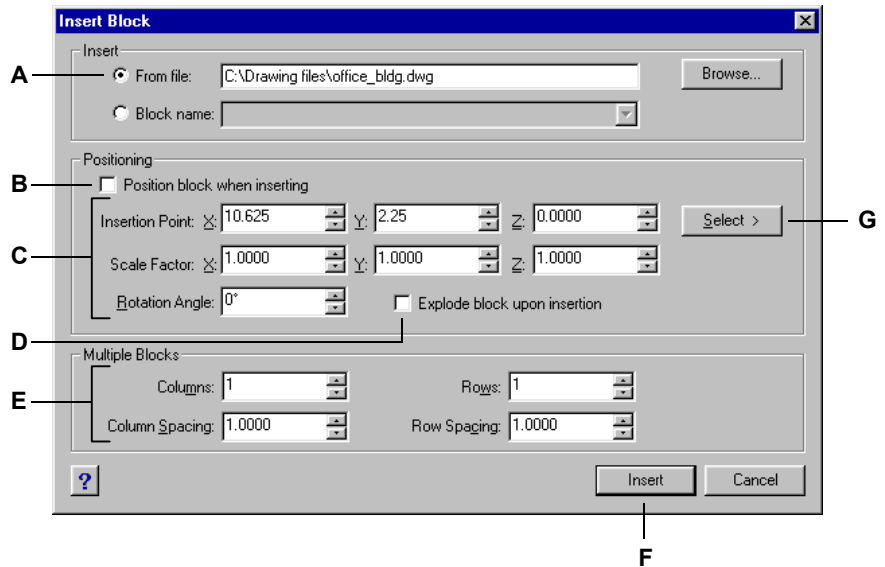 Insert Block
Insert
A From file: C:\Drawing files\office_bldg.dwg Browse...
Block name:
Positioning
B Position block when inserting
Insertion Point: X: 10.625 Y: 2.25 Z: 0.0000 Select > G
C Scale Factor: X: 1.0000 Y: 1.0000 Z: 1.0000
Rotation Angle: 0° Explode block upon insertion
D
Multiple Blocks
E Columns: 1 Rows: 1
Column Spacing: 1.0000 Row Spacing: 1.0000
? Insert Cancel
F